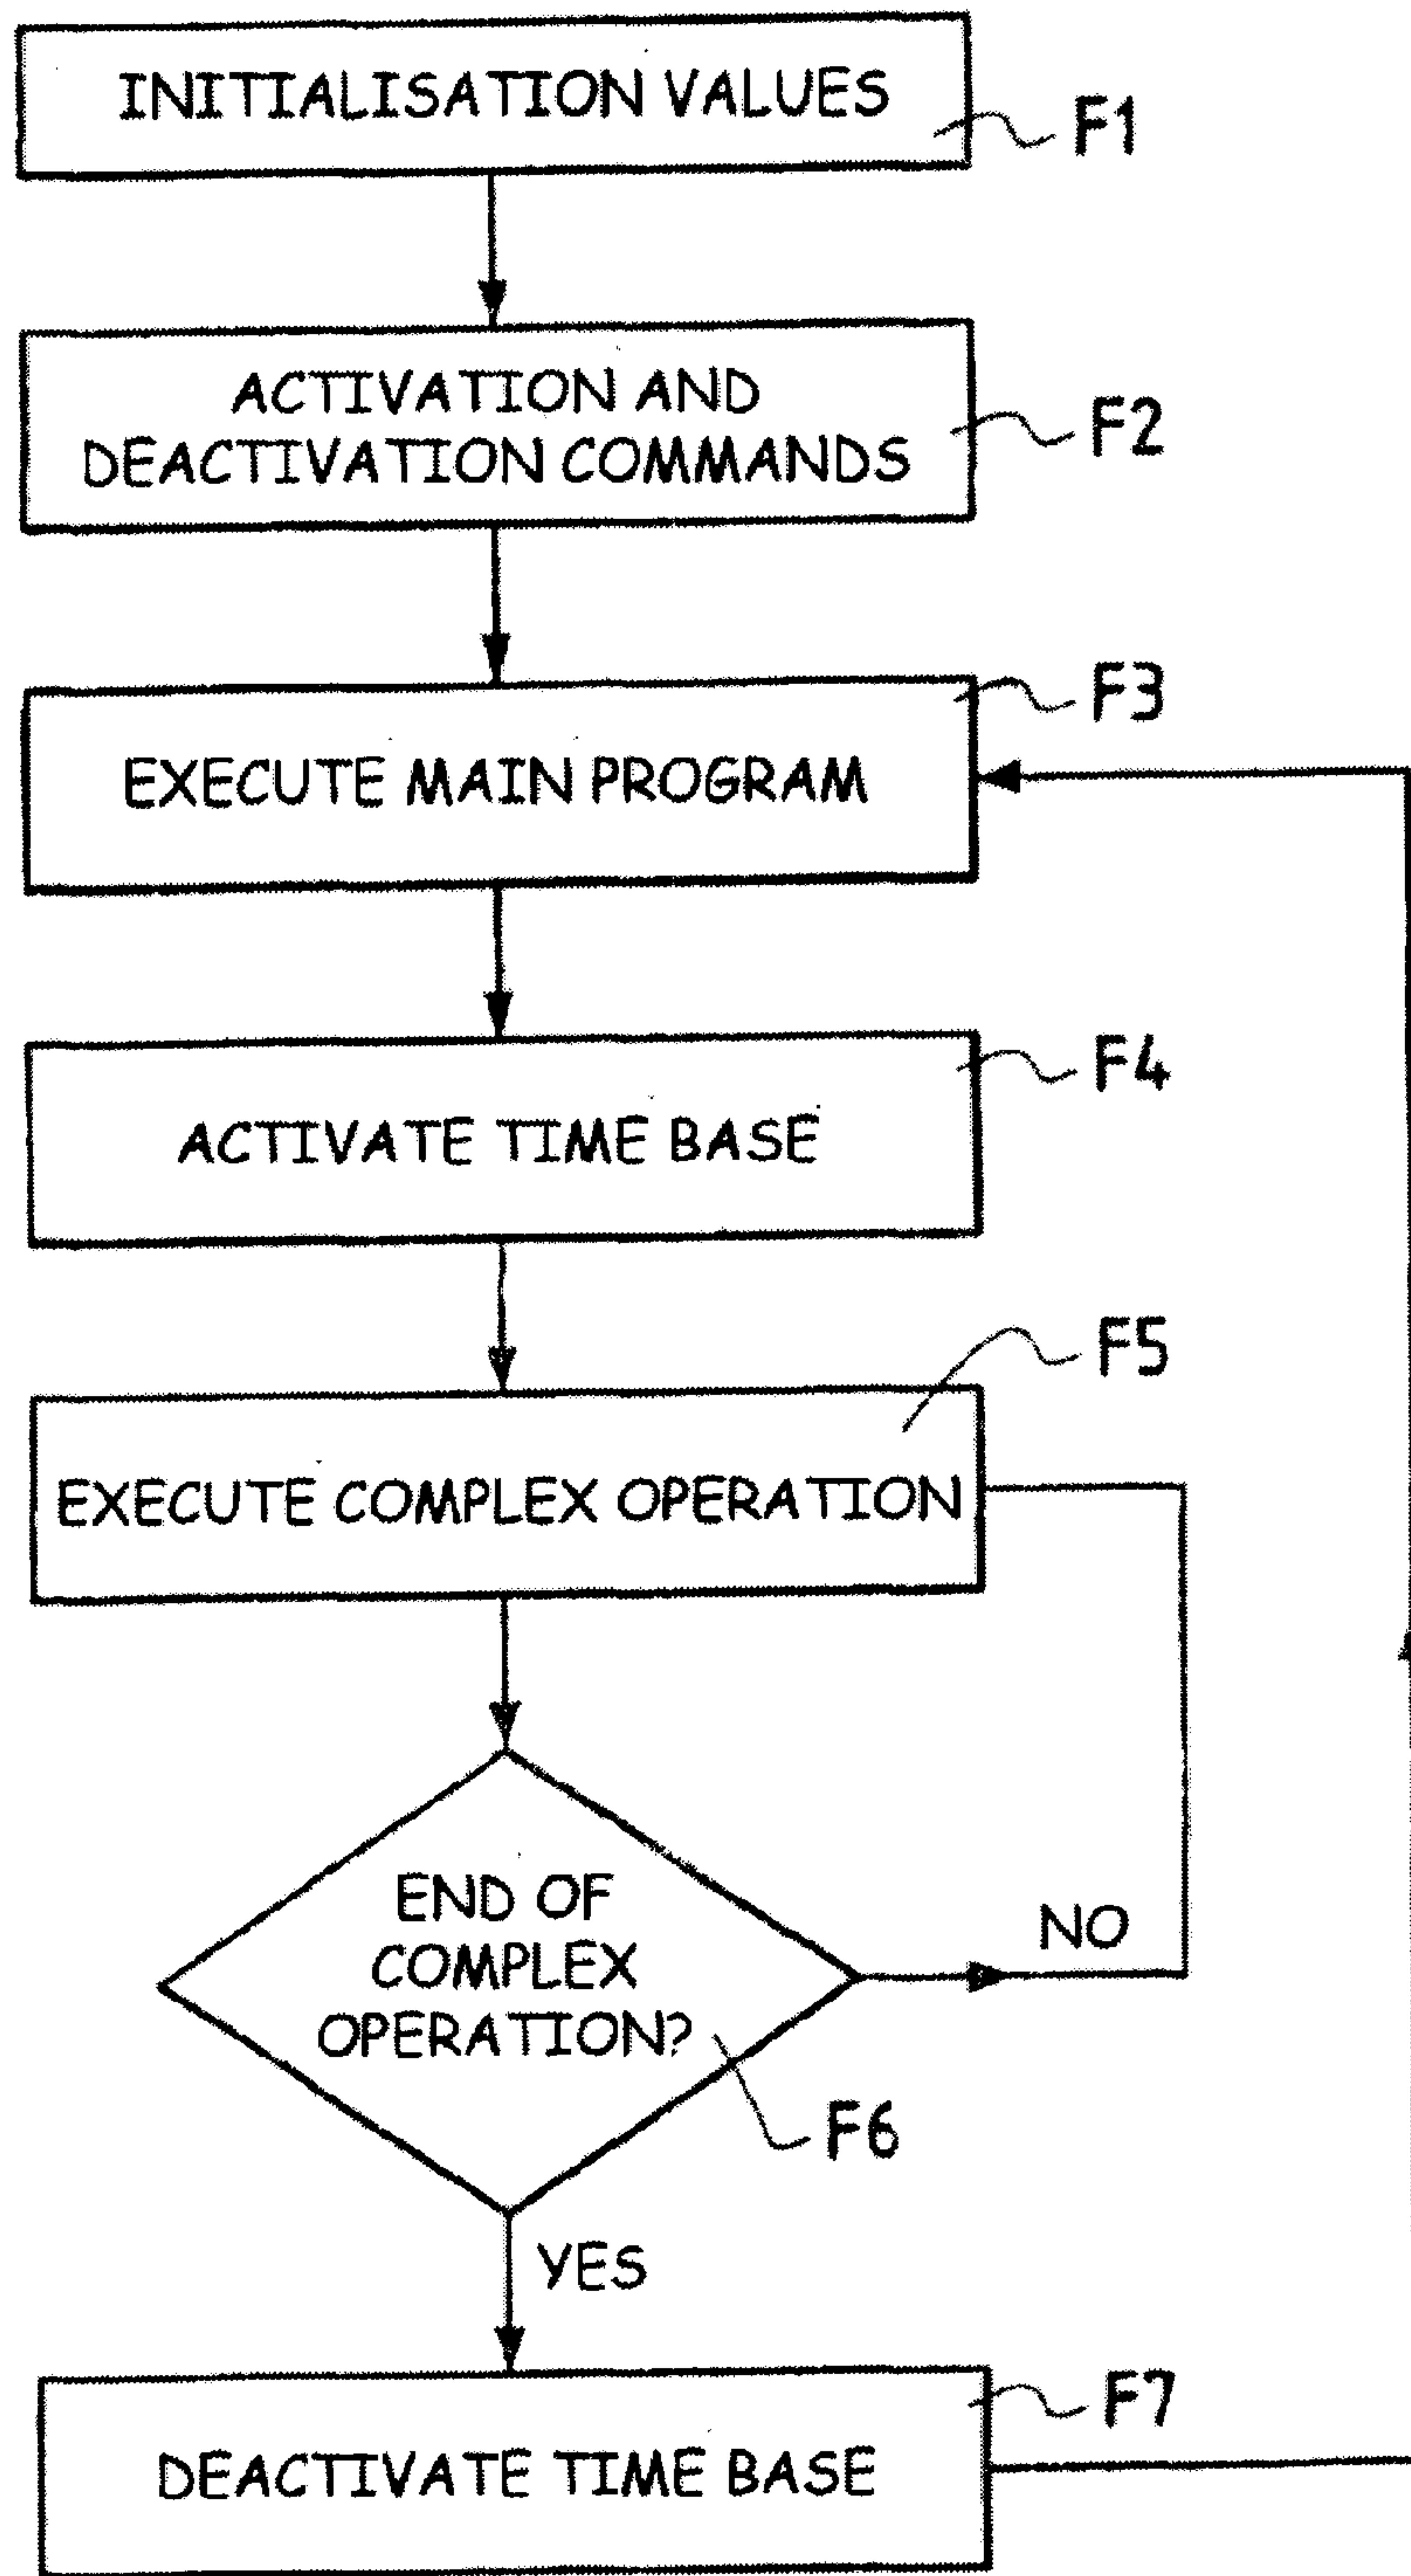 INITIALISATION VALUES
F1
ACTIVATION AND
DEACTIVATION COMMANDS
F2
F3
EXECUTE MAIN PROGRAM
F4
ACTIVATE TIME BASE
F5
EXECUTE COMPLEX OPERATION
END OF
COMPLEX
OPERATION?
NO
F6
YES
F7
DEACTIVATE TIME BASE